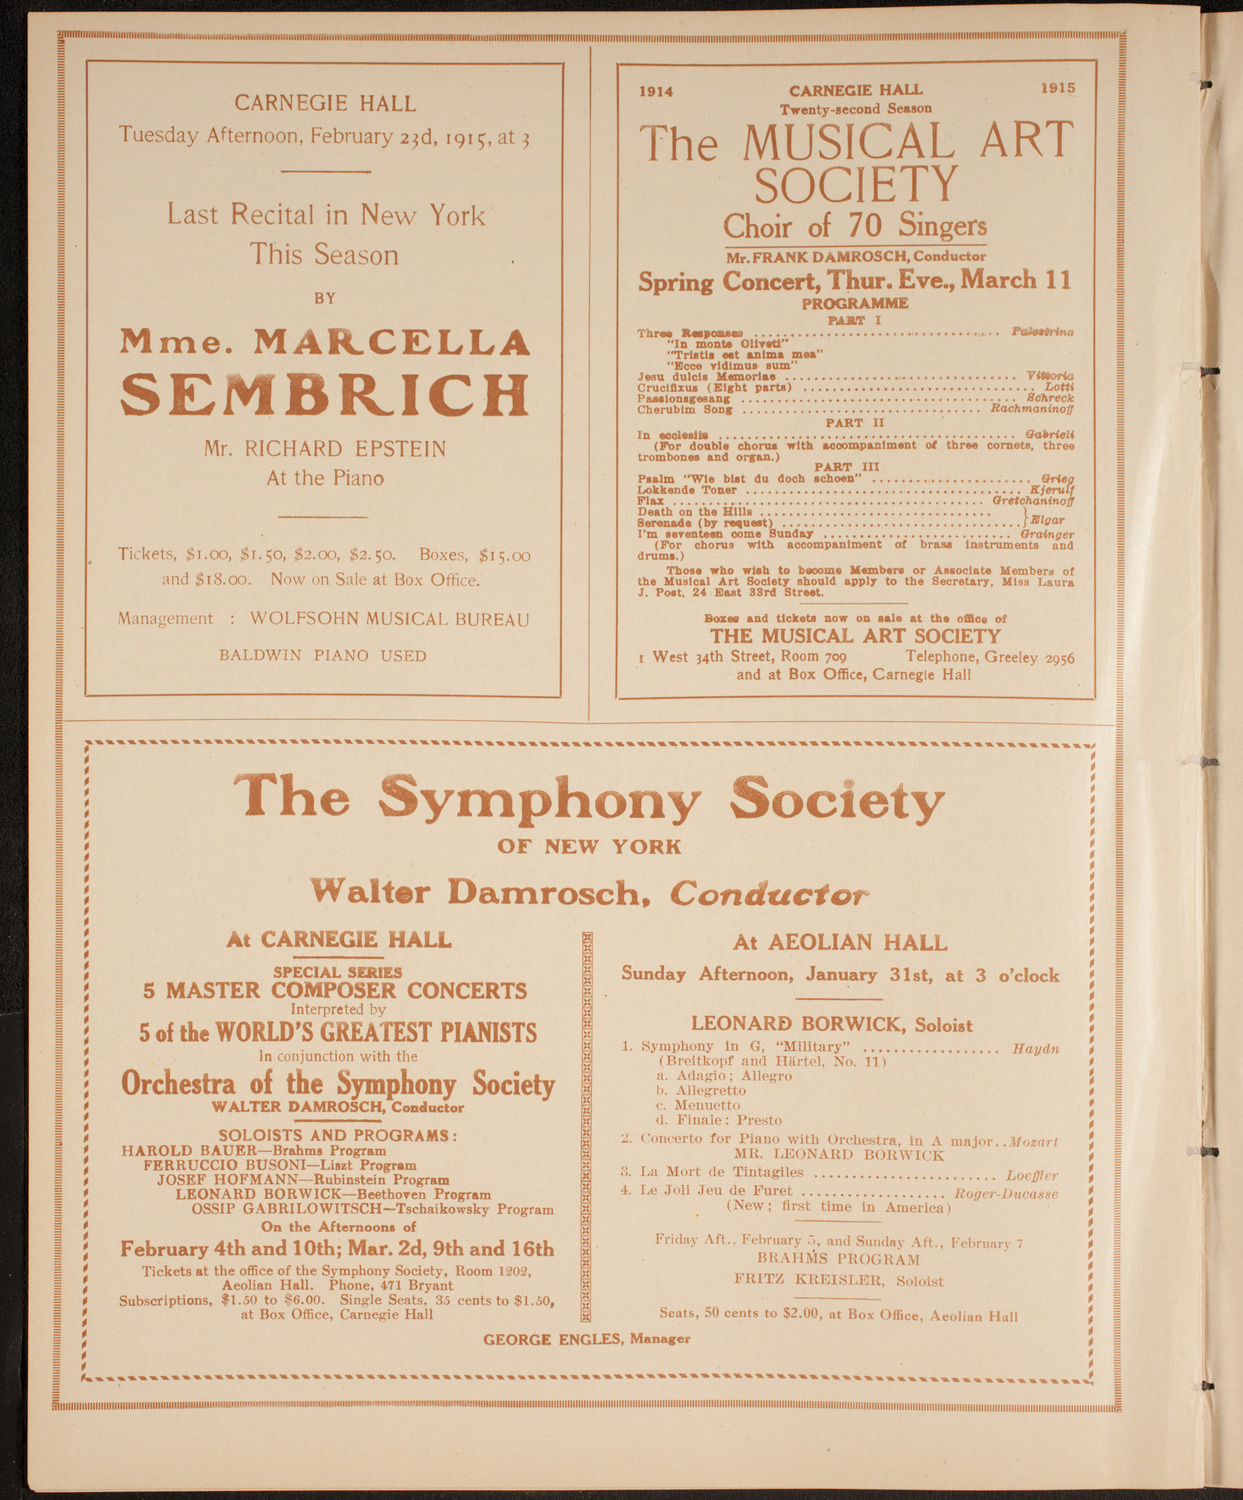 CARNEGIE HALL
Tuesday Afternoon, February 23d, 1915, at 3
Last Recital in New York
This Season
BY
Mme. MARCELLA
SEMBRICH
Mr. RICHARD EPSTEIN
At the Piano
Tickets, $1.00, $1.50, $2.00, $2.50. Boxes, $15.00
and $18.00. Now on Sale at Box Office.
Management : WOLFSOHN MUSICAL BUREAU
BALDWIN PIANO USED
1914 CARNEGIE HALL 1915
Twenty-second Season
The MUSICAL ART
SOCIETY
Choir of 70 Singers
Mr. FRANK DAMROSCH, Conductor
Spring Concert, Thur. Eve., March 11
PROGRAMME
PART I
Three Responses .................................. Palestrina
"In monte Oliveti"
"Tristis est anima mea"
"Ecce vidimus sum"
Jesu dulcis Memoriae ................................ Vittoria
Crucifixus (Eight parts) ................................ Lotti
Passionsgesang ...................................... Schreck
Cherubim Song ................................. Rachmaninoff
PART II
In ecclesiis ......................................... Gabrieli
(For double chorus with accompaniment of three cornets, three
trombones and organ.)
PART III
Psalm "Wie bist du doch schoen" ...................... Grieg
Lokkende Toner ...................................... Kjerulf
Flax ............................................ Gretchaninoff
Death on the Hills ................................ }
Serenade (by request) ................................. } Elgar
I'm seventeen come Sunday .......................... Grainger
(For chorus with accompaniment of brass instruments and
drums.)
Those who wish to become Members or Associate Members of
the Musical Art Society should apply to the Secretary, Miss Laura
J. Post, 24 East 33rd Street.
Boxes and tickets now on sale at the office of
THE MUSICAL ART SOCIETY
1 West 34th Street, Room 709 Telephone, Greeley 2956
and at Box Office, Carnegie Hall
The Symphony Society
OF NEW YORK
Walter Damrosch, Conductor
At CARNEGIE HALL
SPECIAL SERIES
5 MASTER COMPOSER CONCERTS
Interpreted by
5 of the WORLD'S GREATEST PIANISTS
In conjunction with the
Orchestra of the Symphony Society
WALTER DAMROSCH, Conductor
SOLOISTS AND PROGRAMS:
HAROLD BAUER—Brahms Program
FERRUCCIO BUSONI—Liszt Program
JOSEF HOFMANN—Rubinstein Program
LEONARD BORWICK—Beethoven Program
OSSIP GABRILOWITSCH—Tschaikowsky Program
On the Afternoons of
February 4th and 10th; Mar. 2d, 9th and 16th
Tickets at the office of the Symphony Society, Room 1202,
Aeolian Hall. Phone, 471 Bryant
Subscriptions, $1.50 to $6.00. Single Seats, 35 cents to $1.50,
at Box Office, Carnegie Hall
At AEOLIAN HALL
Sunday Afternoon, January 31st, at 3 o'clock
LEONARD BORWICK, Soloist
1. Symphony in G, "Military" .................. Haydn
(Breitkopf and Härtel, No. 11)
a. Adagio; Allegro
b. Allegretto
c. Menuetto
d. Finale: Presto
2. Concerto for Piano with Orchestra, in A major..Mozart
MR. LEONARD BORWICK
3. La Mort de Tintagiles ........................ Loeffler
4. Le Joli Jeu de Furet ................... Roger-Ducasse
(New; first time in America)
Friday Aft., February 5, and Sunday Aft., February 7
BRAHMS PROGRAM
FRITZ KREISLER, Soloist
Seats, 50 cents to $2.00, at Box Office, Aeolian Hall
GEORGE ENGLES, Manager